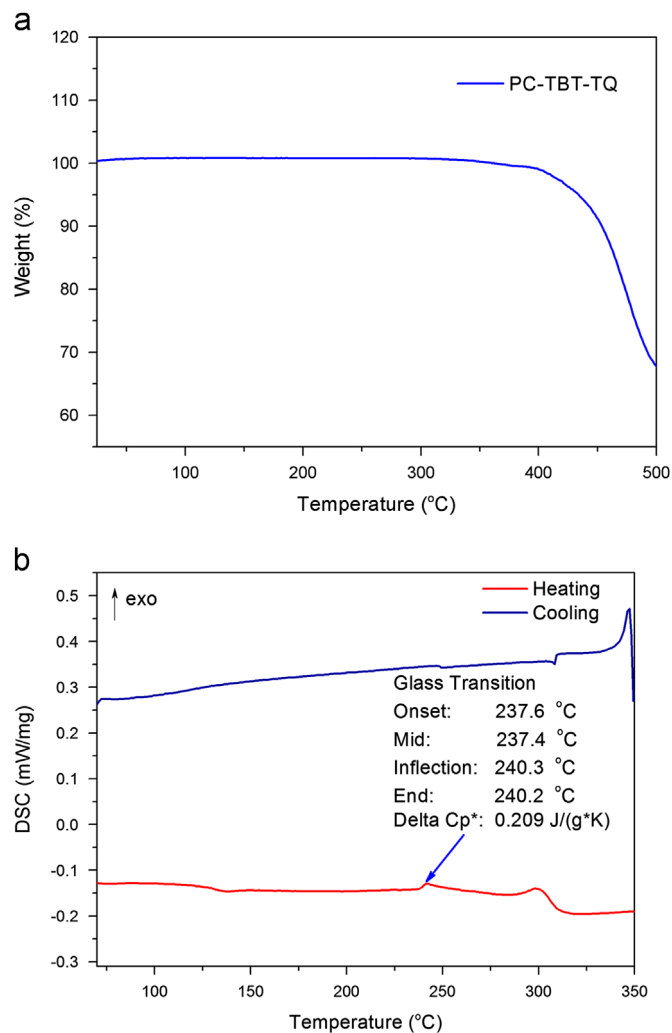 a
120
110
100
90
80
70
60
Weight (%)
PC-TBT-TQ
100
200
300
400
500
Temperature (°C)
b
0.5
0.4
0.3
0.2
0.1
0.0
-0.1
-0.2
-0.3
DSC (mW/mg)
exo
Heating
Cooling
Glass Transition
Onset: 237.6 °C
Mid: 237.4 °C
Inflection: 240.3 °C
End: 240.2 °C
Delta Cp*: 0.209 J/(g*K)
100
150
200
250
300
350
Temperature (°C)